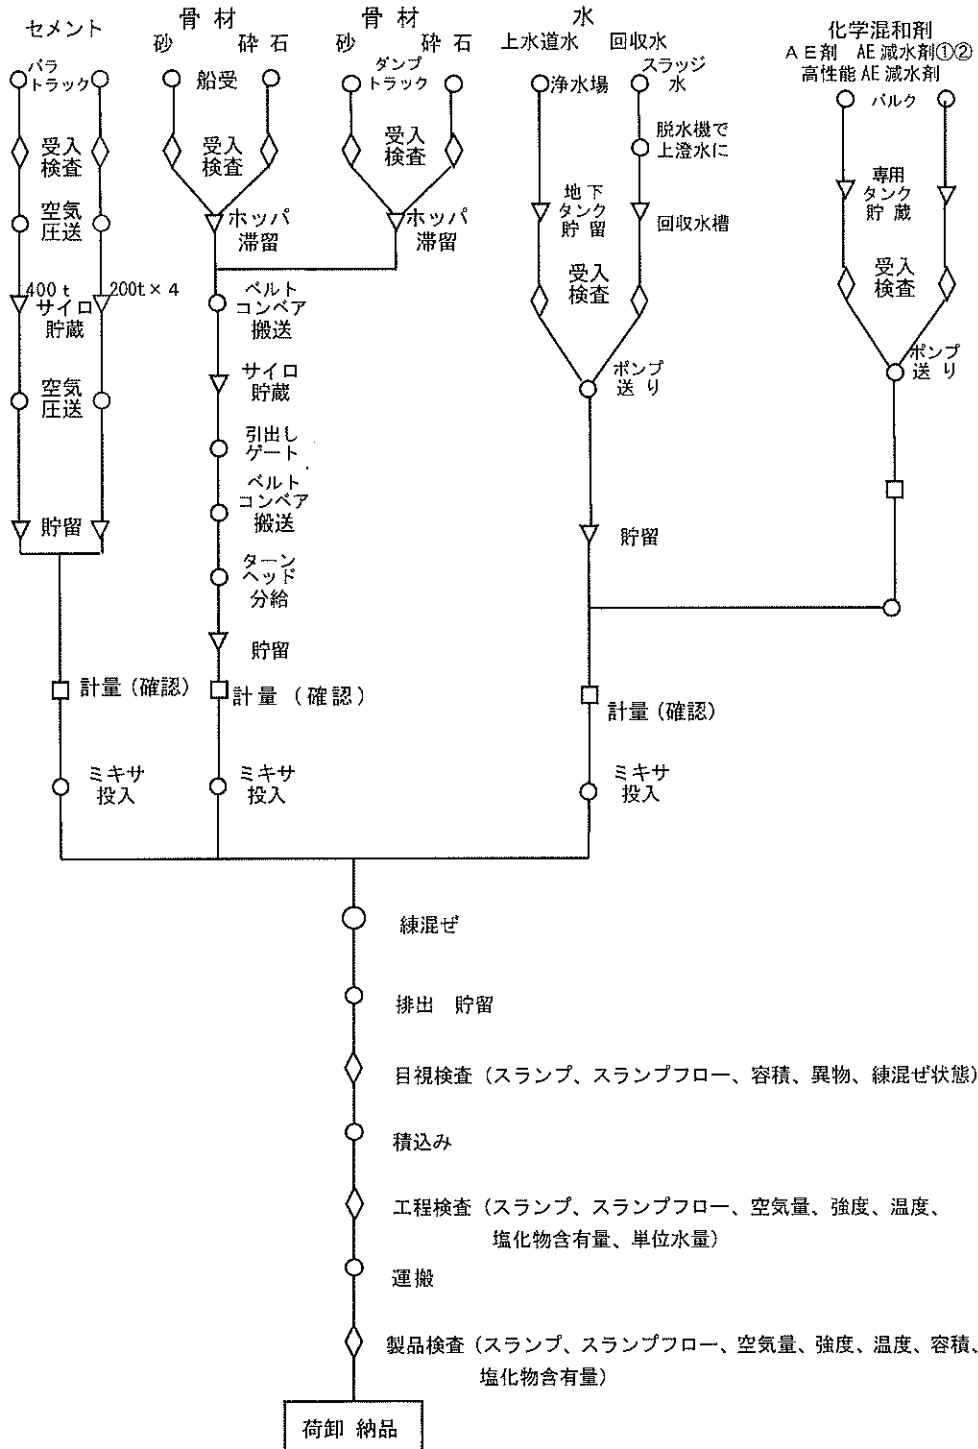 セメント
骨 材
骨 材
水
化学混和剤
砂 砕 石
砂 砕 石
上水道水 回収水
AE剤 AE減水剤①②
高性能AE減水剤
バラ
トラック
船受
ダンプ
トラック
浄水場
スラッジ
水
バルク
受入
検査
受入
検査
受入
検査
脱水機で
上澄水に
専用
タンク
貯 蔵
空気
圧送
ホッパ
滞留
ホッパ
滞留
地 下
タンク
貯 留
回収水槽
受入
検査
受入
検査
400t 200t×4
サイロ
貯蔵
ベルト
コンベア
搬送
空気
圧送
サイロ
貯蔵
ポンプ
送 り
ポンプ
送 り
引出し
ゲート
ベルト
コンベア
搬送
貯留
貯留
ターン
ヘッド
分給
貯留
計量(確認)
計量(確認)
計量(確認)
ミキサ
投入
ミキサ
投入
ミキサ
投入
練混ぜ
排出 貯留
目視検査(スランプ、スランプフロー、容積、異物、練混ぜ状態)
積込み
工程検査(スランプ、スランプフロー、空気量、強度、温度、
塩化物含有量、単位水量)
運搬
製品検査(スランプ、スランプフロー、空気量、強度、温度、容積、
塩化物含有量)
荷卸 納品